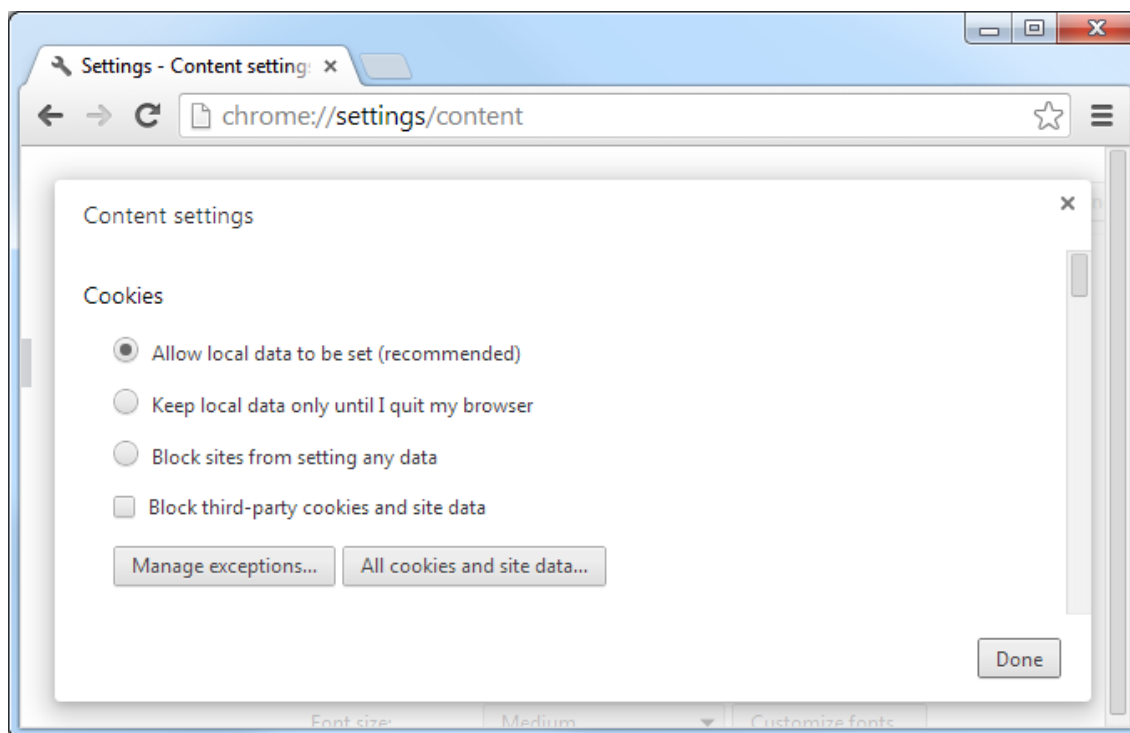 Settings - Content setting
chrome://settings/content
Content settings
Cookies
Allow local data to be set (recommended)
Keep local data only until I quit my browser
Block sites from setting any data
Block third-party cookies and site data
Manage exceptions... All cookies and site data...
Done
Font size: Medium Customize fonts